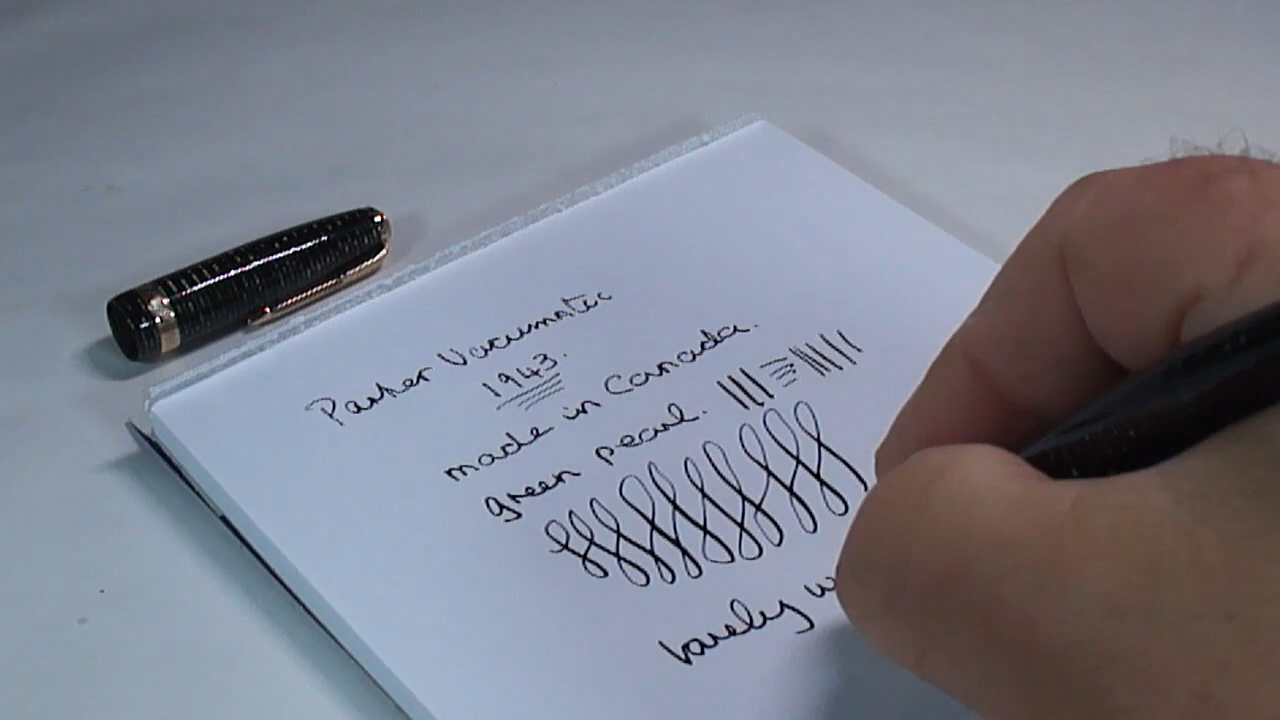 Parker Vacumatic
1943.
made in Canada.
green pearl.
lovely